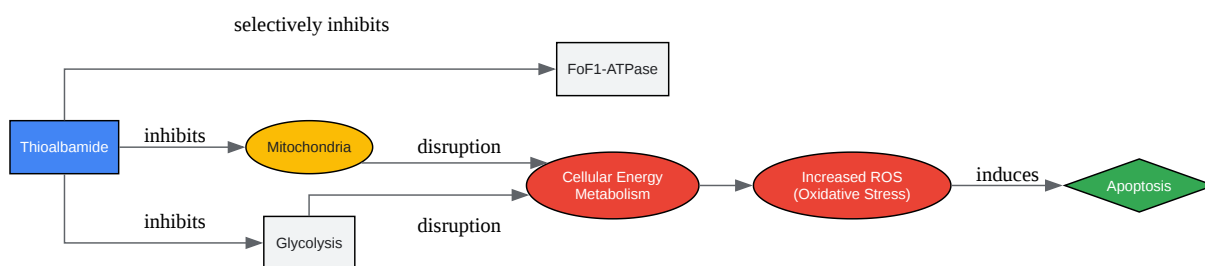 selectively inhibits
FoF1-ATPase
Thioalbamide
inhibits
Mitochondria
disruption
Cellular Energy
Metabolism
Increased ROS
(Oxidative Stress)
induces
Apoptosis
inhibits
Glycolysis
disruption